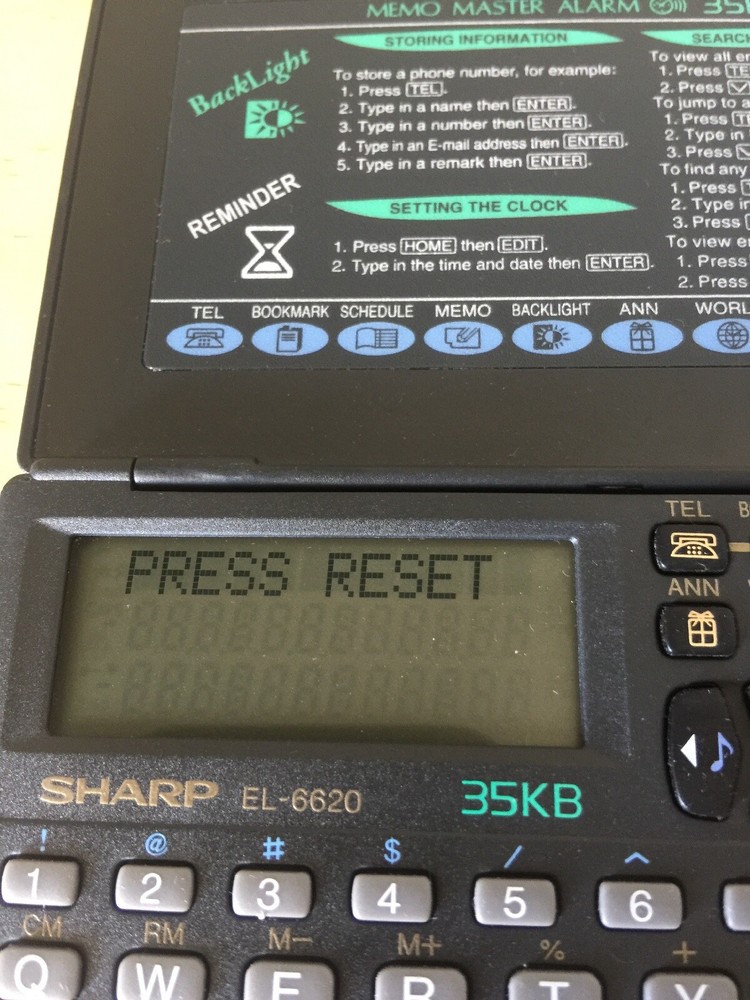 MEMO MASTER ALARM 35
BackLight
REMINDER
STORING INFORMATION
To store a phone number, for example:
1. Press TEL.
2. Type in a name then ENTER.
3. Type in a number then ENTER.
4. Type in an E-mail address then ENTER.
5. Type in a remark then ENTER.
SETTING THE CLOCK
1. Press HOME then EDIT.
2. Type in the time and date then ENTER.
SEARCH
To view all
1. Press
2. Press
To jump to a
1. Press
2. Type in
3. Press
To find any
1. Press
2. Type in
3. Press
To view
1. Press
2. Press
TEL BOOKMARK SCHEDULE MEMO BACKLIGHT ANN WORL
PRESS RESET
TEL B
ANN
SHARP EL-6620 35KB
! @ # $ / ^
1 2 3 4 5 6
CM RM M- M+ % +
Q W E R T Y